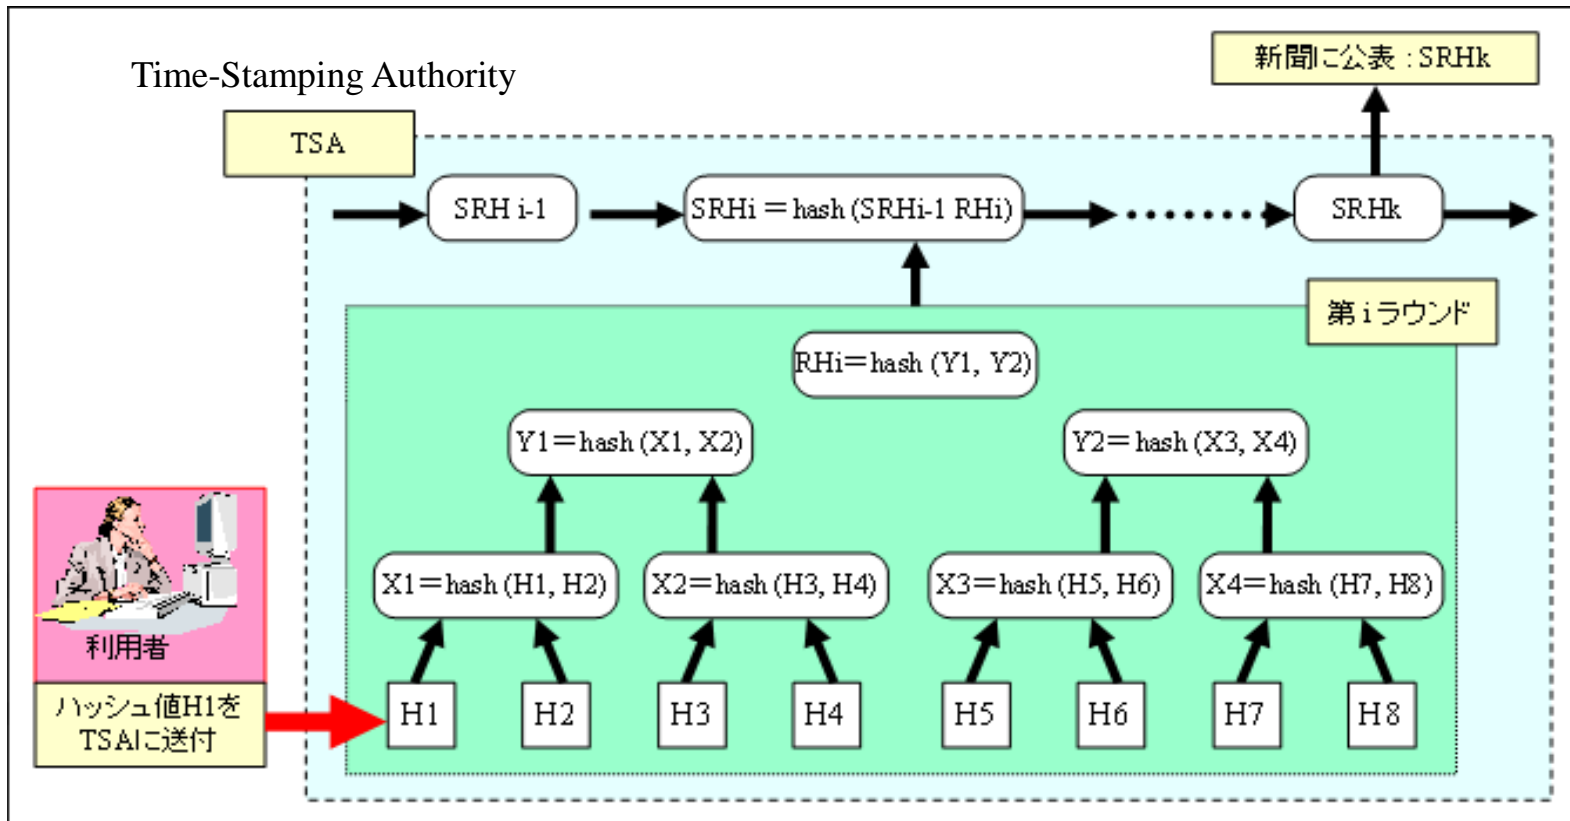 新聞に公表：SRHk
Time-Stamping Authority
TSA
SRH i-1
SRHi＝hash (SRHi-1 RHi)
SRHk
第 i ラウンド
RHi＝hash (Y1, Y2)
Y1＝hash (X1, X2)
Y2＝hash (X3, X4)
X1＝hash (H1, H2)
X2＝hash (H3, H4)
X3＝hash (H5, H6)
X4＝hash (H7, H8)
利用者
ハッシュ値H1を
TSAに送付
H1
H2
H3
H4
H5
H6
H7
H8